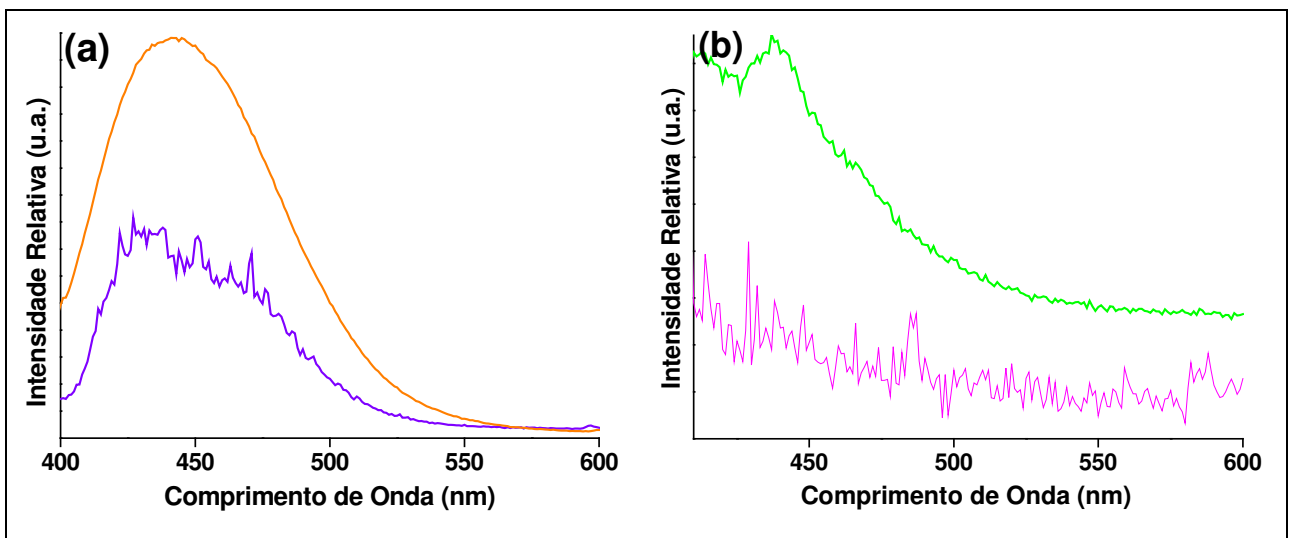 (a)
Intensidade Relativa (u.a.)
400 450 500 550 600
Comprimento de Onda (nm)
(b)
Intensidade Relativa (u.a.)
450 500 550 600
Comprimento de Onda (nm)